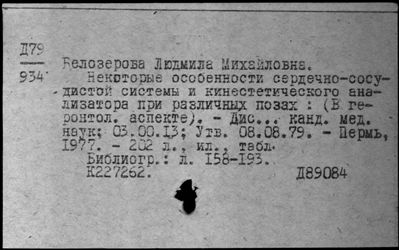 Д79
934
Белозерова Людмила Михайловна.
Некоторые особенности сердечно-сосу-
дистой системы и кинестетического ана-
лизатора при различных позах : (В ге-
ронтол. аспекте). - Дис... канд. мед.
наук; 03.00.13; Утв. 08.08.79. - Пермь,
1977. - 202 л., ил., табл.
Библиогр.: л. 158-193.
К227262. Д89084